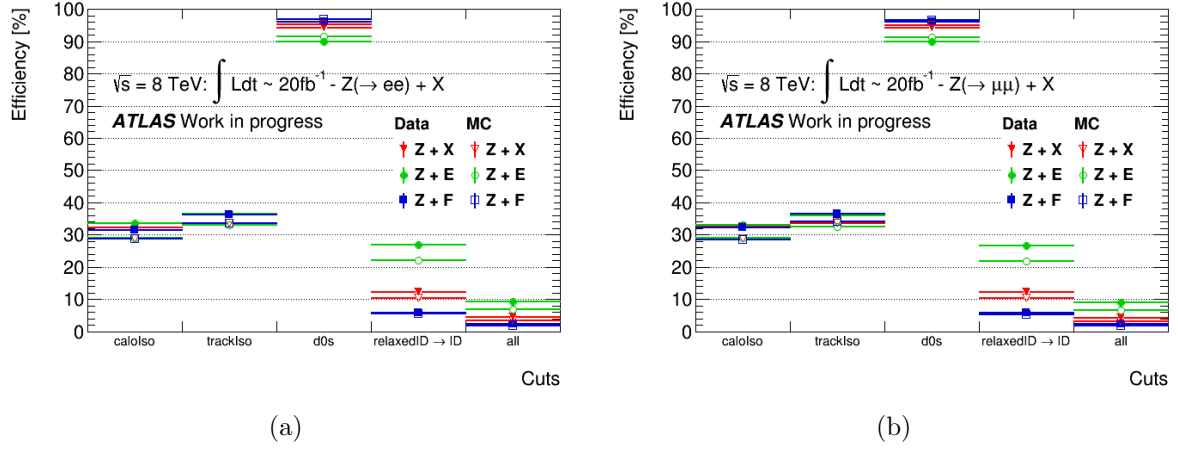 Efficiency [%]
100
90
80
70
60
50
40
30
20
10
0
√s = 8 TeV: ∫ Ldt ~ 20fb⁻¹ - Z(→ ee) + X
ATLAS Work in progress
Data MC
Z + X Z + X
Z + E Z + E
Z + F Z + F
caloIso trackIso d0s relaxedID → ID all
Cuts
(a)
Efficiency [%]
100
90
80
70
60
50
40
30
20
10
0
√s = 8 TeV: ∫ Ldt ~ 20fb⁻¹ - Z(→ μμ) + X
ATLAS Work in progress
Data MC
Z + X Z + X
Z + E Z + E
Z + F Z + F
caloIso trackIso d0s relaxedID → ID all
Cuts
(b)